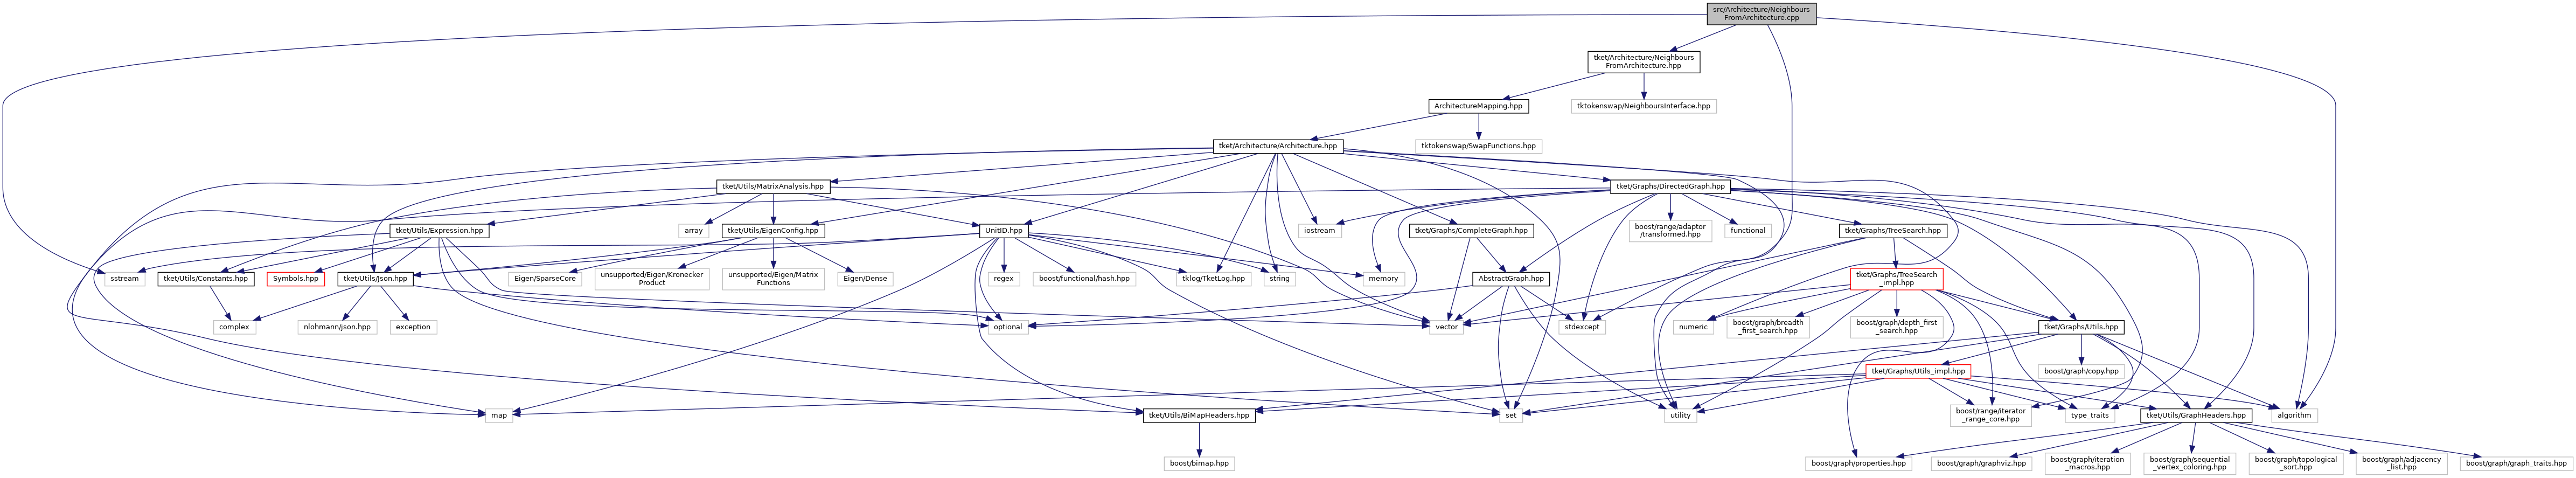 src/Architecture/Neighbours
FromArchitecture.cpp
tket/Architecture/Neighbours
FromArchitecture.hpp
ArchitectureMapping.hpp
tktokenswap/NeighboursInterface.hpp
tket/Architecture/Architecture.hpp
tktokenswap/SwapFunctions.hpp
tket/Utils/MatrixAnalysis.hpp
tket/Graphs/DirectedGraph.hpp
tket/Utils/Expression.hpp
array
tket/Utils/EigenConfig.hpp
UnitID.hpp
iostream
tket/Graphs/CompleteGraph.hpp
boost/range/adaptor
/transformed.hpp
functional
tket/Graphs/TreeSearch.hpp
sstream
tket/Utils/Constants.hpp
Symbols.hpp
tket/Utils/Json.hpp
Eigen/SparseCore
unsupported/Eigen/Kronecker
Product
unsupported/Eigen/Matrix
Functions
Eigen/Dense
regex
boost/functional/hash.hpp
tklog/TketLog.hpp
string
memory
AbstractGraph.hpp
tket/Graphs/TreeSearch
_impl.hpp
complex
nlohmann/json.hpp
exception
optional
vector
stdexcept
numeric
boost/graph/breadth
_first_search.hpp
boost/graph/depth_first
_search.hpp
tket/Graphs/Utils.hpp
tket/Graphs/Utils_impl.hpp
boost/graph/copy.hpp
map
tket/Utils/BiMapHeaders.hpp
set
utility
boost/range/iterator
_range_core.hpp
type_traits
tket/Utils/GraphHeaders.hpp
algorithm
boost/bimap.hpp
boost/graph/properties.hpp
boost/graph/graphviz.hpp
boost/graph/iteration
_macros.hpp
boost/graph/sequential
_vertex_coloring.hpp
boost/graph/topological
_sort.hpp
boost/graph/adjacency
_list.hpp
boost/graph/graph_traits.hpp